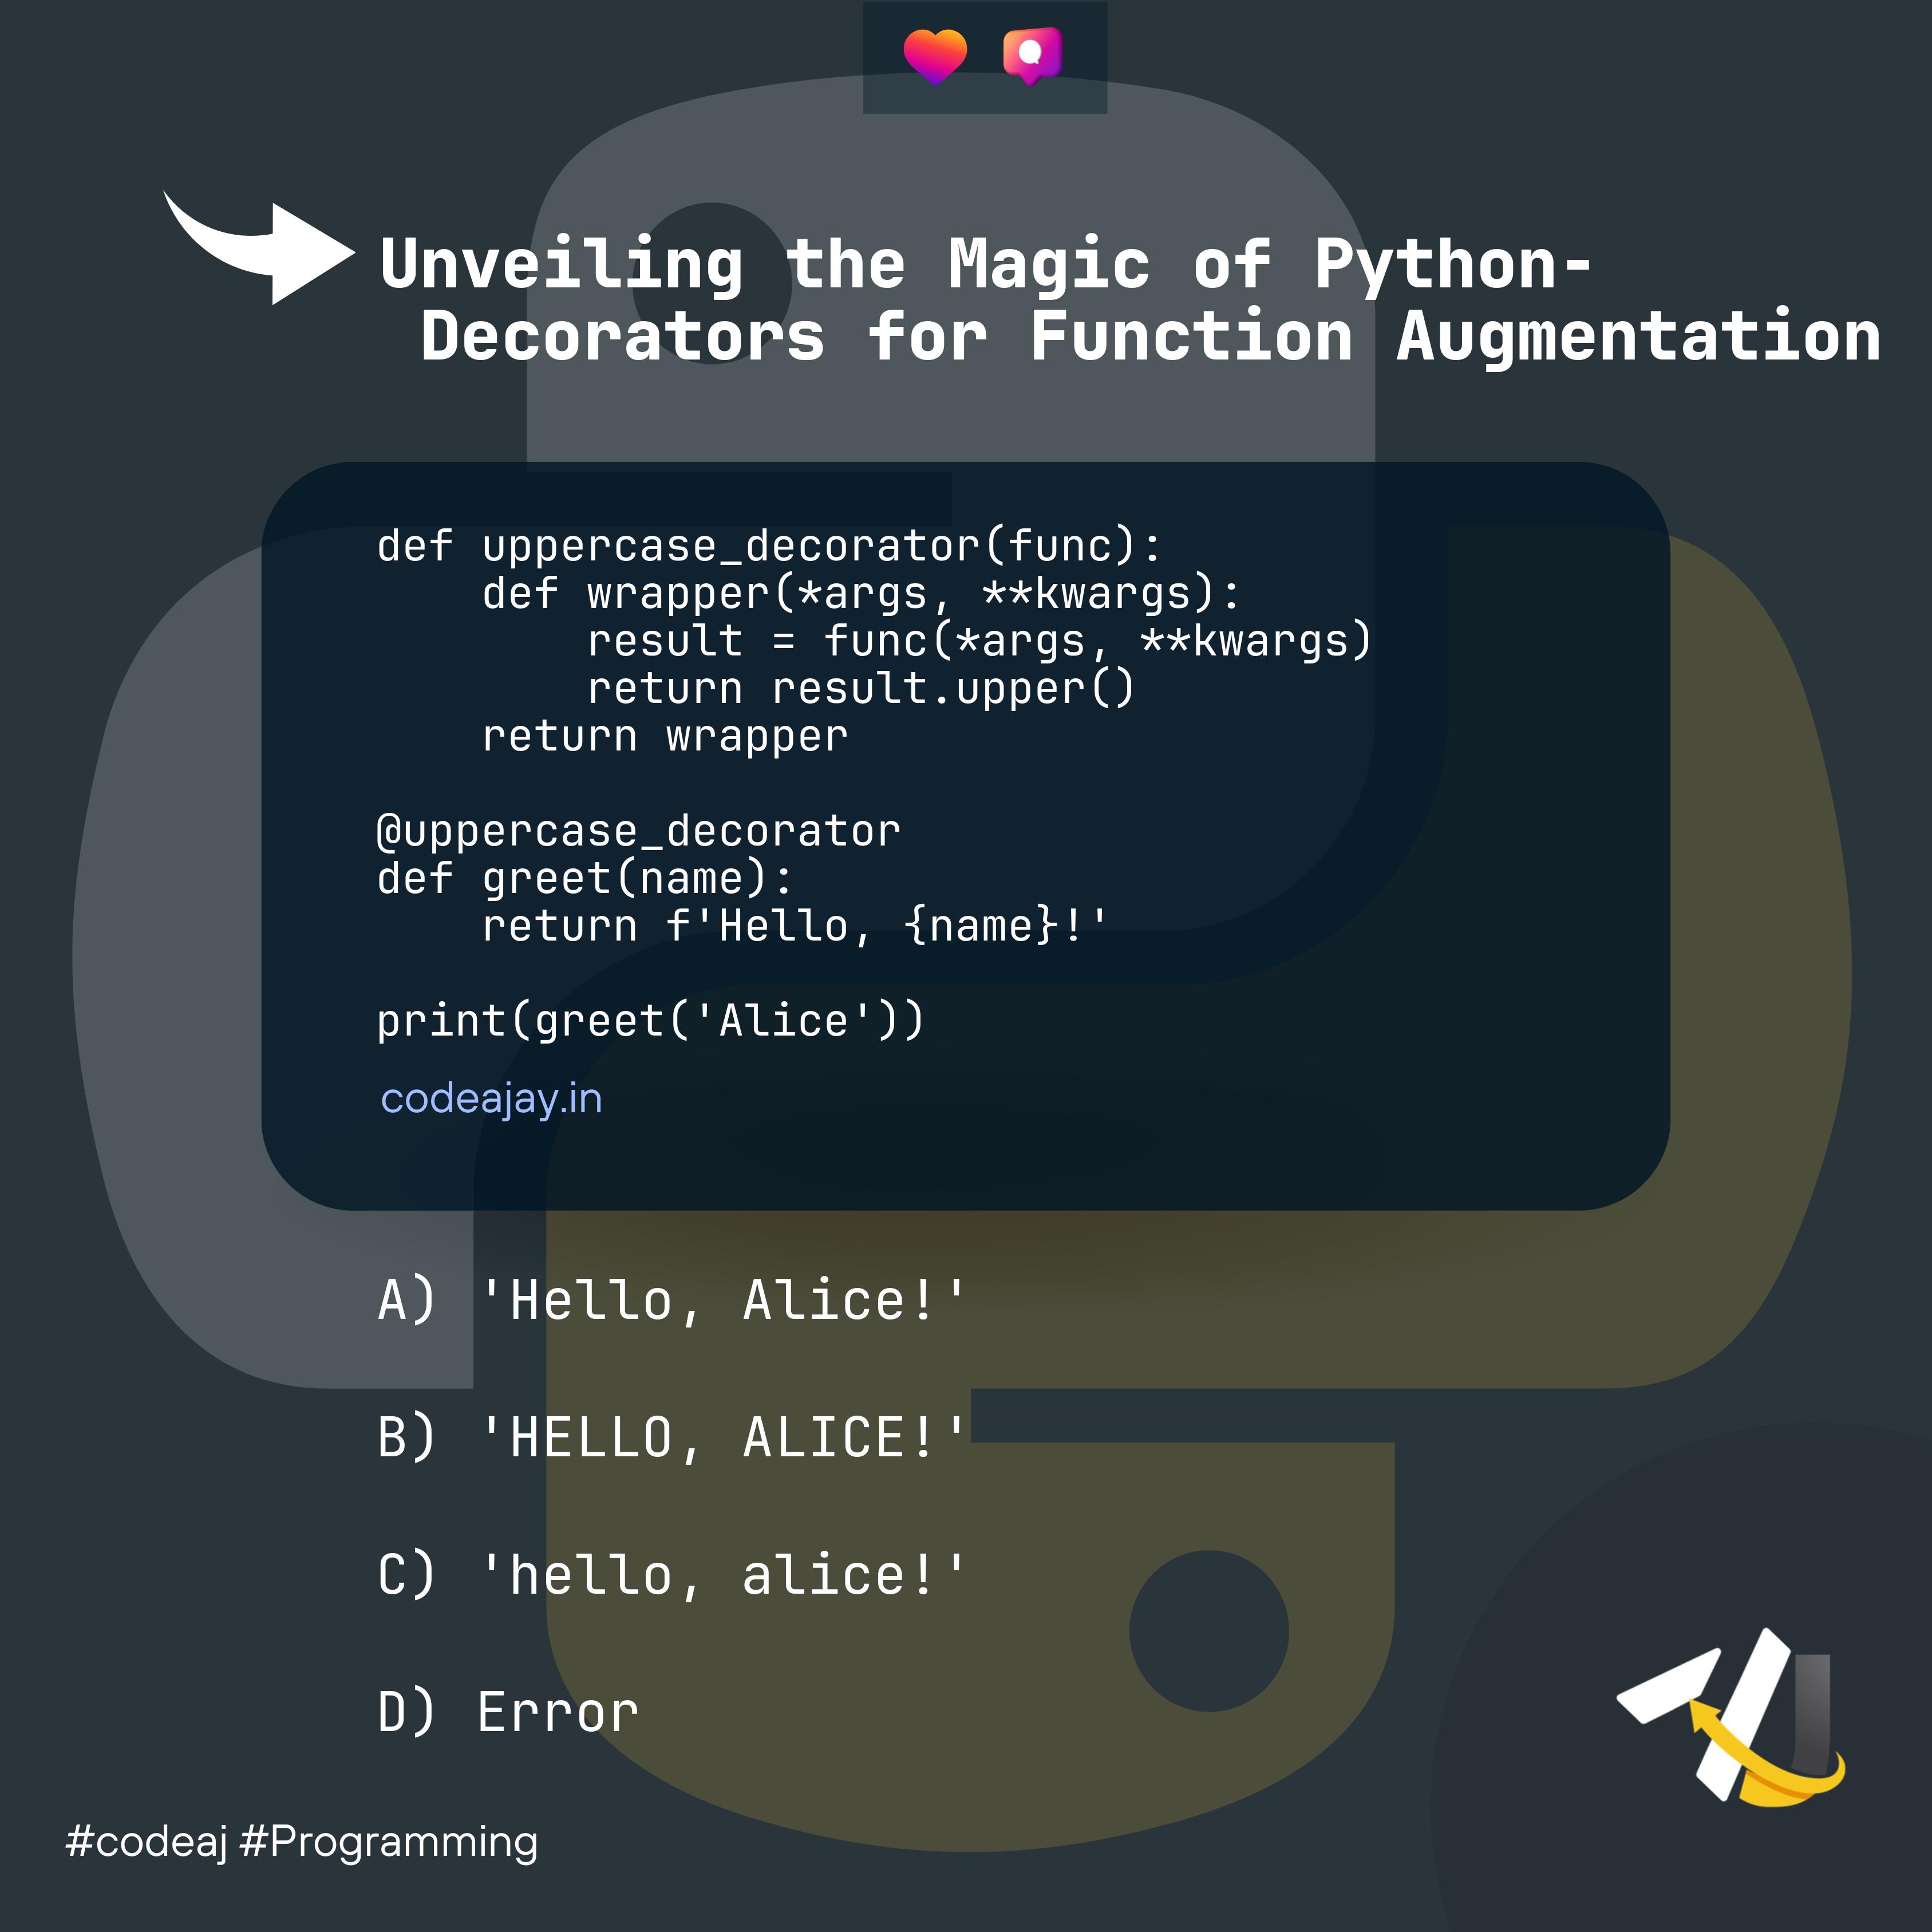 Unveiling the Magic of Python-
Decorators for Function Augmentation
def uppercase_decorator(func):
    def wrapper(*args, **kwargs):
        result = func(*args, **kwargs)
        return result.upper()
    return wrapper
@uppercase_decorator
def greet(name):
    return f'Hello, {name}!'
print(greet('Alice'))
codeajay.in
A) 'Hello, Alice!'
B) 'HELLO, ALICE!'
C) 'hello, alice!'
D) Error
#codeaj #Programming